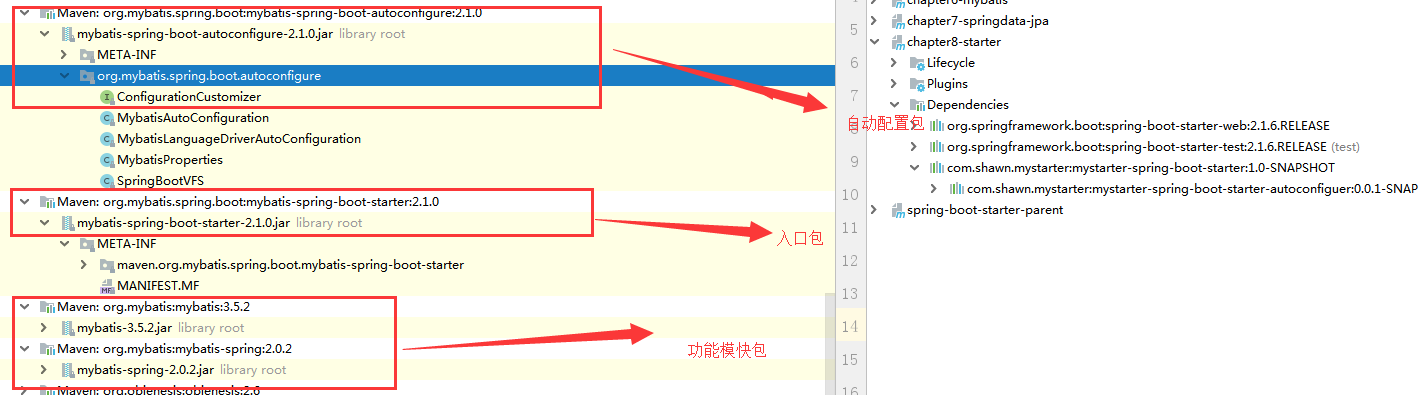 Maven: org.mybatis.spring.boot:mybatis-spring-boot-autoconfigure:2.1.0
mybatis-spring-boot-autoconfigure-2.1.0.jar library root
META-INF
org.mybatis.spring.boot.autoconfigure
ConfigurationCustomizer
MybatisAutoConfiguration
MybatisLanguageDriverAutoConfiguration
MybatisProperties
SpringBootVFS
Maven: org.mybatis.spring.boot:mybatis-spring-boot-starter:2.1.0
mybatis-spring-boot-starter-2.1.0.jar library root
META-INF
maven.org.mybatis.spring.boot.mybatis-spring-boot-starter
MANIFEST.MF
Maven: org.mybatis:mybatis:3.5.2
mybatis-3.5.2.jar library root
Maven: org.mybatis:mybatis-spring:2.0.2
mybatis-spring-2.0.2.jar library root
Maven: org.objenesis:objenesis:2.6
自动配置包
入口包
功能模快包
5
6
7
9
10
11
12
13
14
15
16
chapter6-mybatis
chapter7-springdata-jpa
chapter8-starter
Lifecycle
Plugins
Dependencies
org.springframework.boot:spring-boot-starter-web:2.1.6.RELEASE
org.springframework.boot:spring-boot-starter-test:2.1.6.RELEASE (test)
com.shawn.mystarter:mystarter-spring-boot-starter:1.0-SNAPSHOT
com.shawn.mystarter:mystarter-spring-boot-starter-autoconfiguer:0.0.1-SNAP
spring-boot-starter-parent